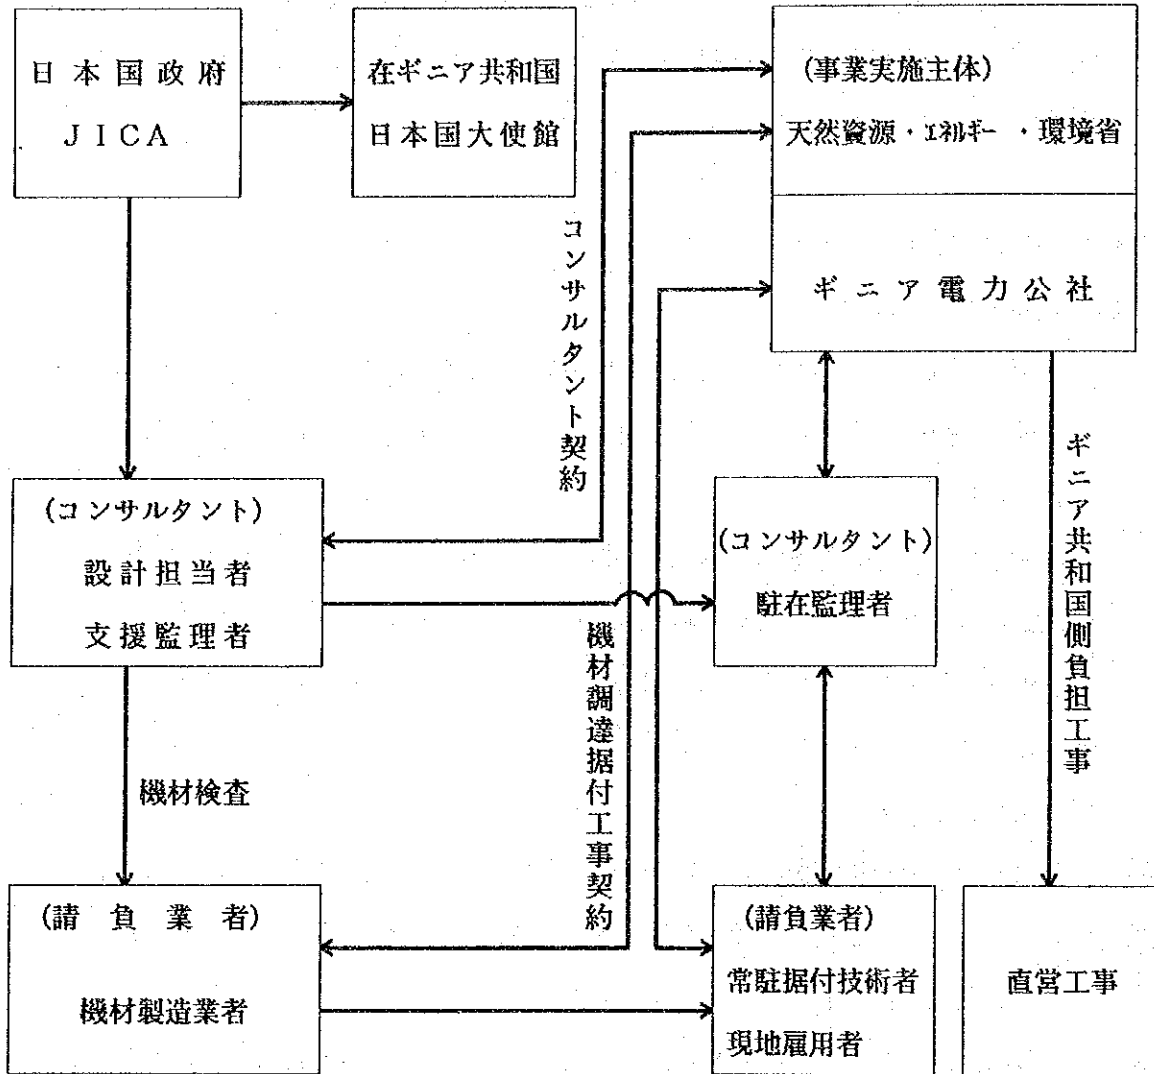 日本国政府
JICA
在ギニア共和国
日本国大使館
(事業実施主体)
天然資源・エネルギー・環境省
ギニア電力公社
コンサルタント契約
(コンサルタント)
設計担当者
支援監理者
(コンサルタント)
駐在監理者
ギニア共和国側負担工事
機材調達据付工事契約
機材検査
(請負業者)
機材製造業者
(請負業者)
常駐据付技術者
現地雇用者
直営工事